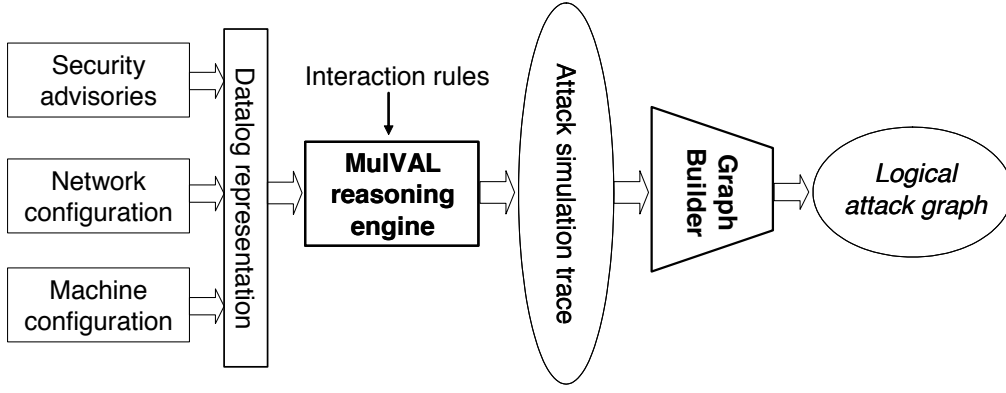 Security
advisories
Network
configuration
Machine
configuration
Datalog representation
Interaction rules
MulVAL
reasoning
engine
Attack simulation trace
Graph
Builder
Logical
attack graph